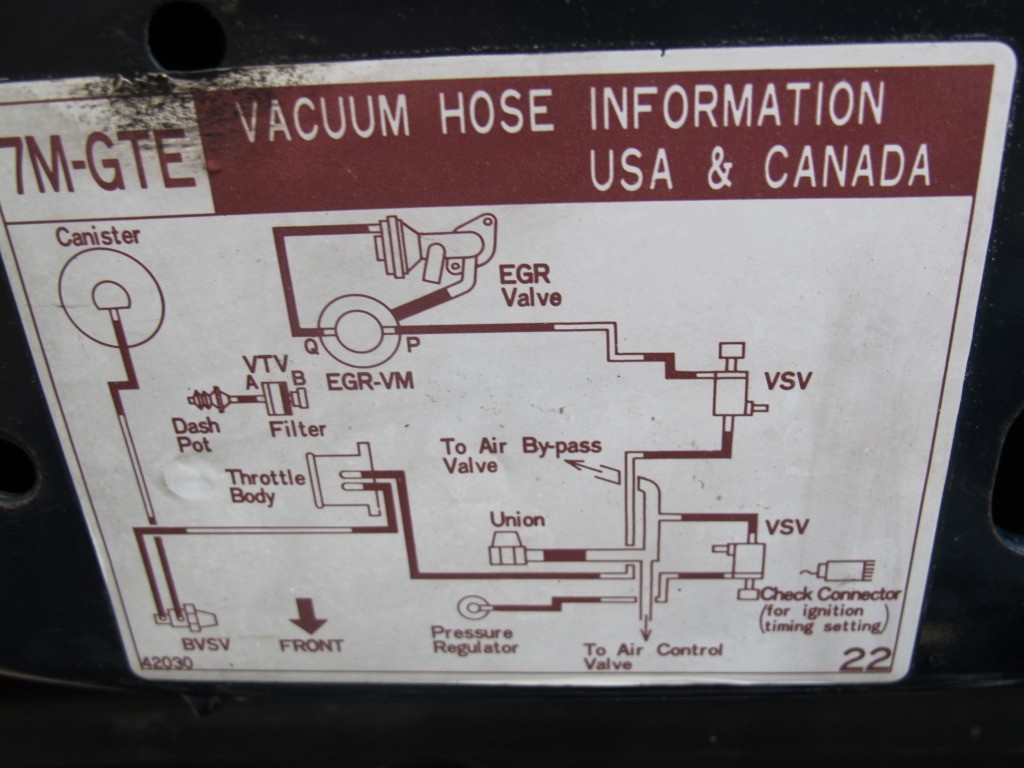 7M-GTE
VACUUM HOSE INFORMATION
USA & CANADA
Canister
EGR
Valve
Q
P
EGR-VM
VTV
A
B
Dash
Pot
Filter
VSV
To Air By-pass
Valve
Throttle
Body
Union
VSV
Check Connector
(for ignition
timing setting)
BVSV
FRONT
Pressure
Regulator
To Air Control
Valve
42030
22